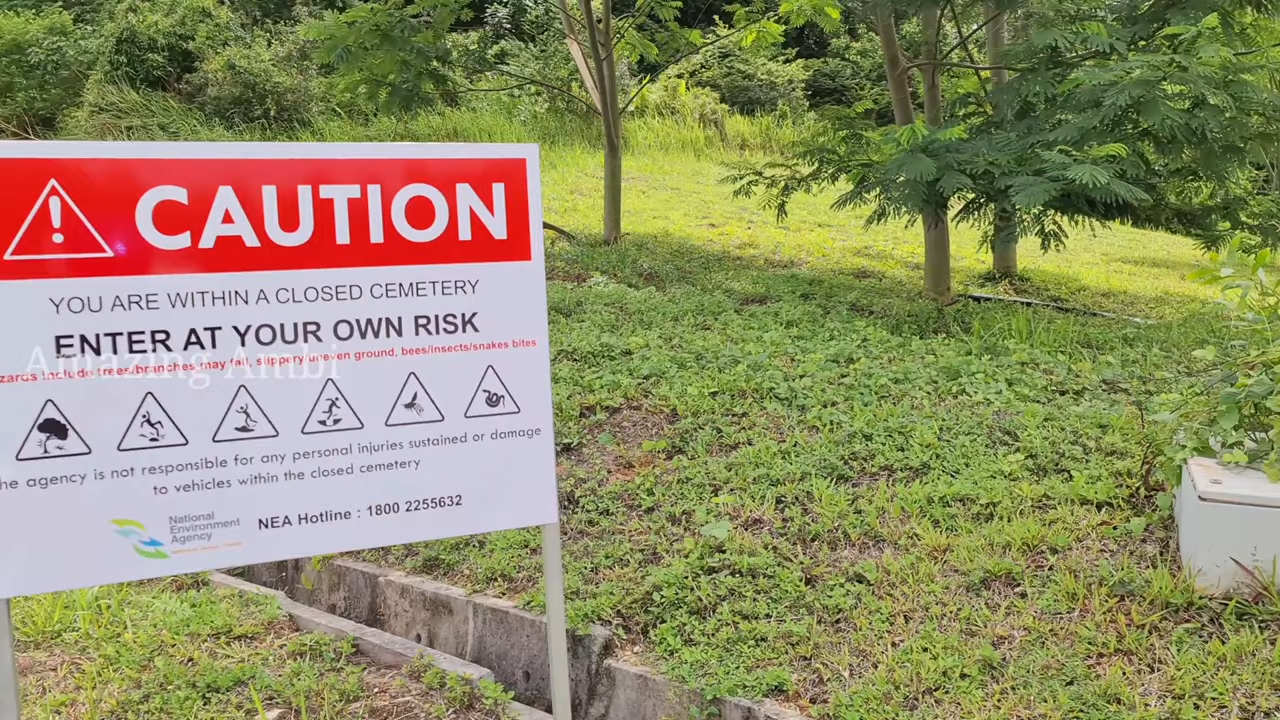 CAUTION
YOU ARE WITHIN A CLOSED CEMETERY
ENTER AT YOUR OWN RISK
zards include trees/branches may fall, slippery/uneven ground, bees/insects/snakes bites
Amazing Ambi
he agency is not responsible for any personal injuries sustained or damage
to vehicles within the closed cemetery
National
Environment
Agency
NEA Hotline : 1800 2255632